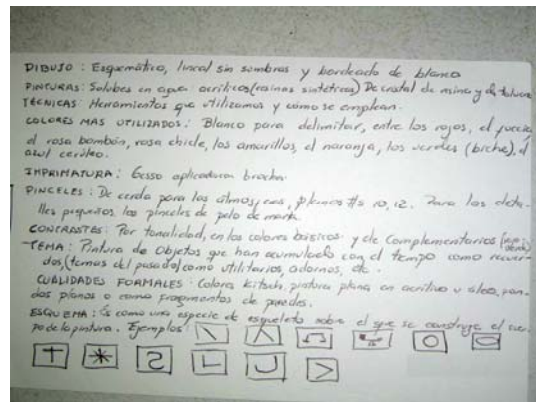 DIBUJO : Esquemático, lineal sin sombras y bordeado de blanco
PINTURAS: Solubes en agua acrílicos (resinas sintéticas) De cristal de mina y de
TÉCNICAS: Herramientos que utilizamos y cómo se emplean.
COLORES MAS UTILIZADOS: Blanco para delimitar, entre los rojos, el fuccia
el rosa bombón, rosa chicle, los amarillos, el naranja, los verdes (biche), el
azul cerúleo.
IMPRIMATURA: Gesso aplicado con brocha.
PINCELES: De cerda para las planos #s 10, 12. Para los deta-
lles pequeños, los pinceles de pelo de marta.
CONTRASTES: Por tonalidad, en los colores básicos y de Complementarios
TEMA: Pintura de Objetos que han acumulado con el tiempo como recuer-
dos, (temas del pasado) como utilitarios, adornos, etc.
CUALIDADES FORMALES: Colores kitsch, pintura plana en acrílico u óleo, fon-
dos planos o como fragmentos de paredes.
ESQUEMA: Es como una especie de esqueleto sobre el que se construye el cuer-
po de la pintura. Ejemplos: